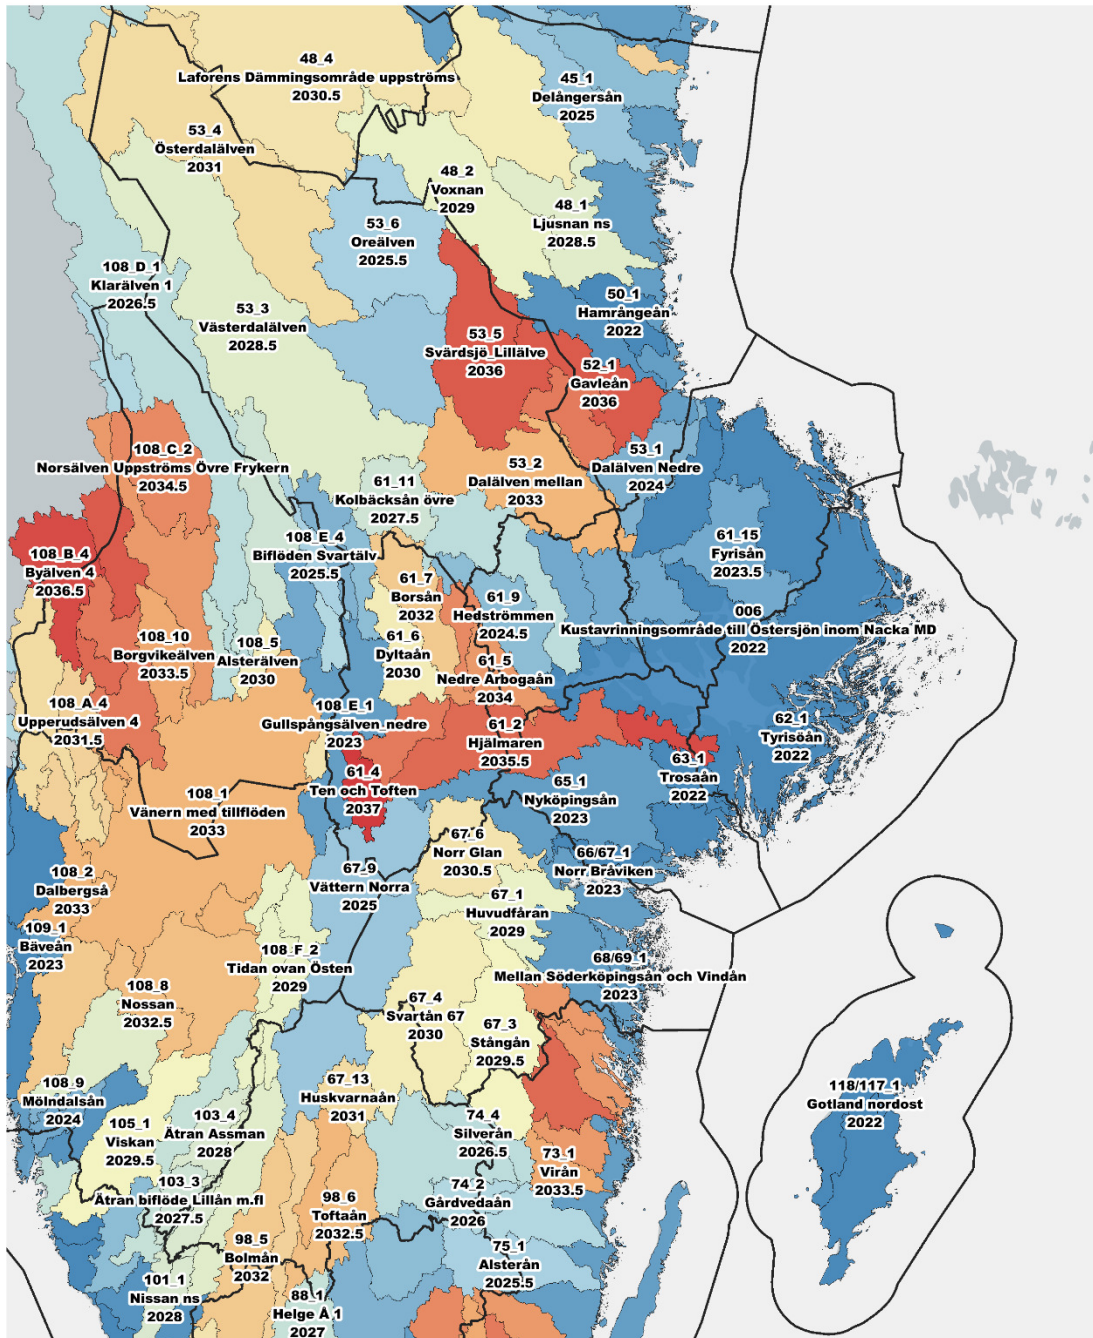 48_4
Laforens Dämmingsområde uppströms
2030.5
45_1
Delångersån
2025
53_4
Österdalälven
2031
48_2
Voxnan
2029
48_1
Ljusnan ns
2028.5
53_6
Oreälven
2025.5
108_D_1
Klarälven 1
2026.5
50_1
Hamrångeån
2022
53_3
Västerdalälven
2028.5
53_5
Svärdsjö_Lillälve
2036
52_1
Gavleån
2036
108_C_2
Norsälven Uppströms Övre Frykern
2034.5
53_1
Dalälven Nedre
2024
53_2
Dalälven mellan
2033
61_11
Kolbäcksån övre
2027.5
108_E_4
Biflöden Svartälv
2025.5
61_15
Fyrisån
2023.5
108_B_4
Byälven 4
2036.5
61_7
Borsån
2032
61_9
Hedströmmen
2024.5
006
Kustavrinningsområde till Östersjön inom Nacka MD
2022
108_10
Borgvikeälven
2033.5
108_5
Alsterälven
2030
61_6
Dyltaån
2030
61_5
Nedre Arbogaån
2034
108_A_4
Upperudsälven 4
2031.5
108_E_1
Gullspångsälven_nedre
2023
61_2
Hjälmaren
2035.5
62_1
Tyrisöån
2022
63_1
Trosaån
2022
61_4
Ten och Toften
2037
65_1
Nyköpingsån
2023
108_1
Vänern med tillflöden
2033
67_6
Norr Glan
2030.5
66/67_1
Norr Bråviken
2023
108_2
Dalbergså
2033
67_9
Vättern Norra
2025
67_1
Huvudfåran
2029
109_1
Bäveån
2023
108_F_2
Tidan ovan Östen
2029
68/69_1
Mellan Söderköpingsån och Vindån
2023
108_8
Nossan
2032.5
67_4
Svartån 67
2030
67_3
Stångån
2029.5
108_9
Mölndalsån
2024
67_13
Huskvarnaån
2031
118/117_1
Gotland nordost
2022
105_1
Viskan
2029.5
103_4
Ätran Assman
2028
74_4
Silverån
2026.5
73_1
Virån
2033.5
103_3
Ätran biflöde Lillån m.fl
2027.5
98_6
Toftaån
2032.5
74_2
Gårdvedaån
2026
98_5
Bolmån
2032
75_1
Alsterån
2025.5
101_1
Nissan ns
2028
88_1
Helge Å 1
2027